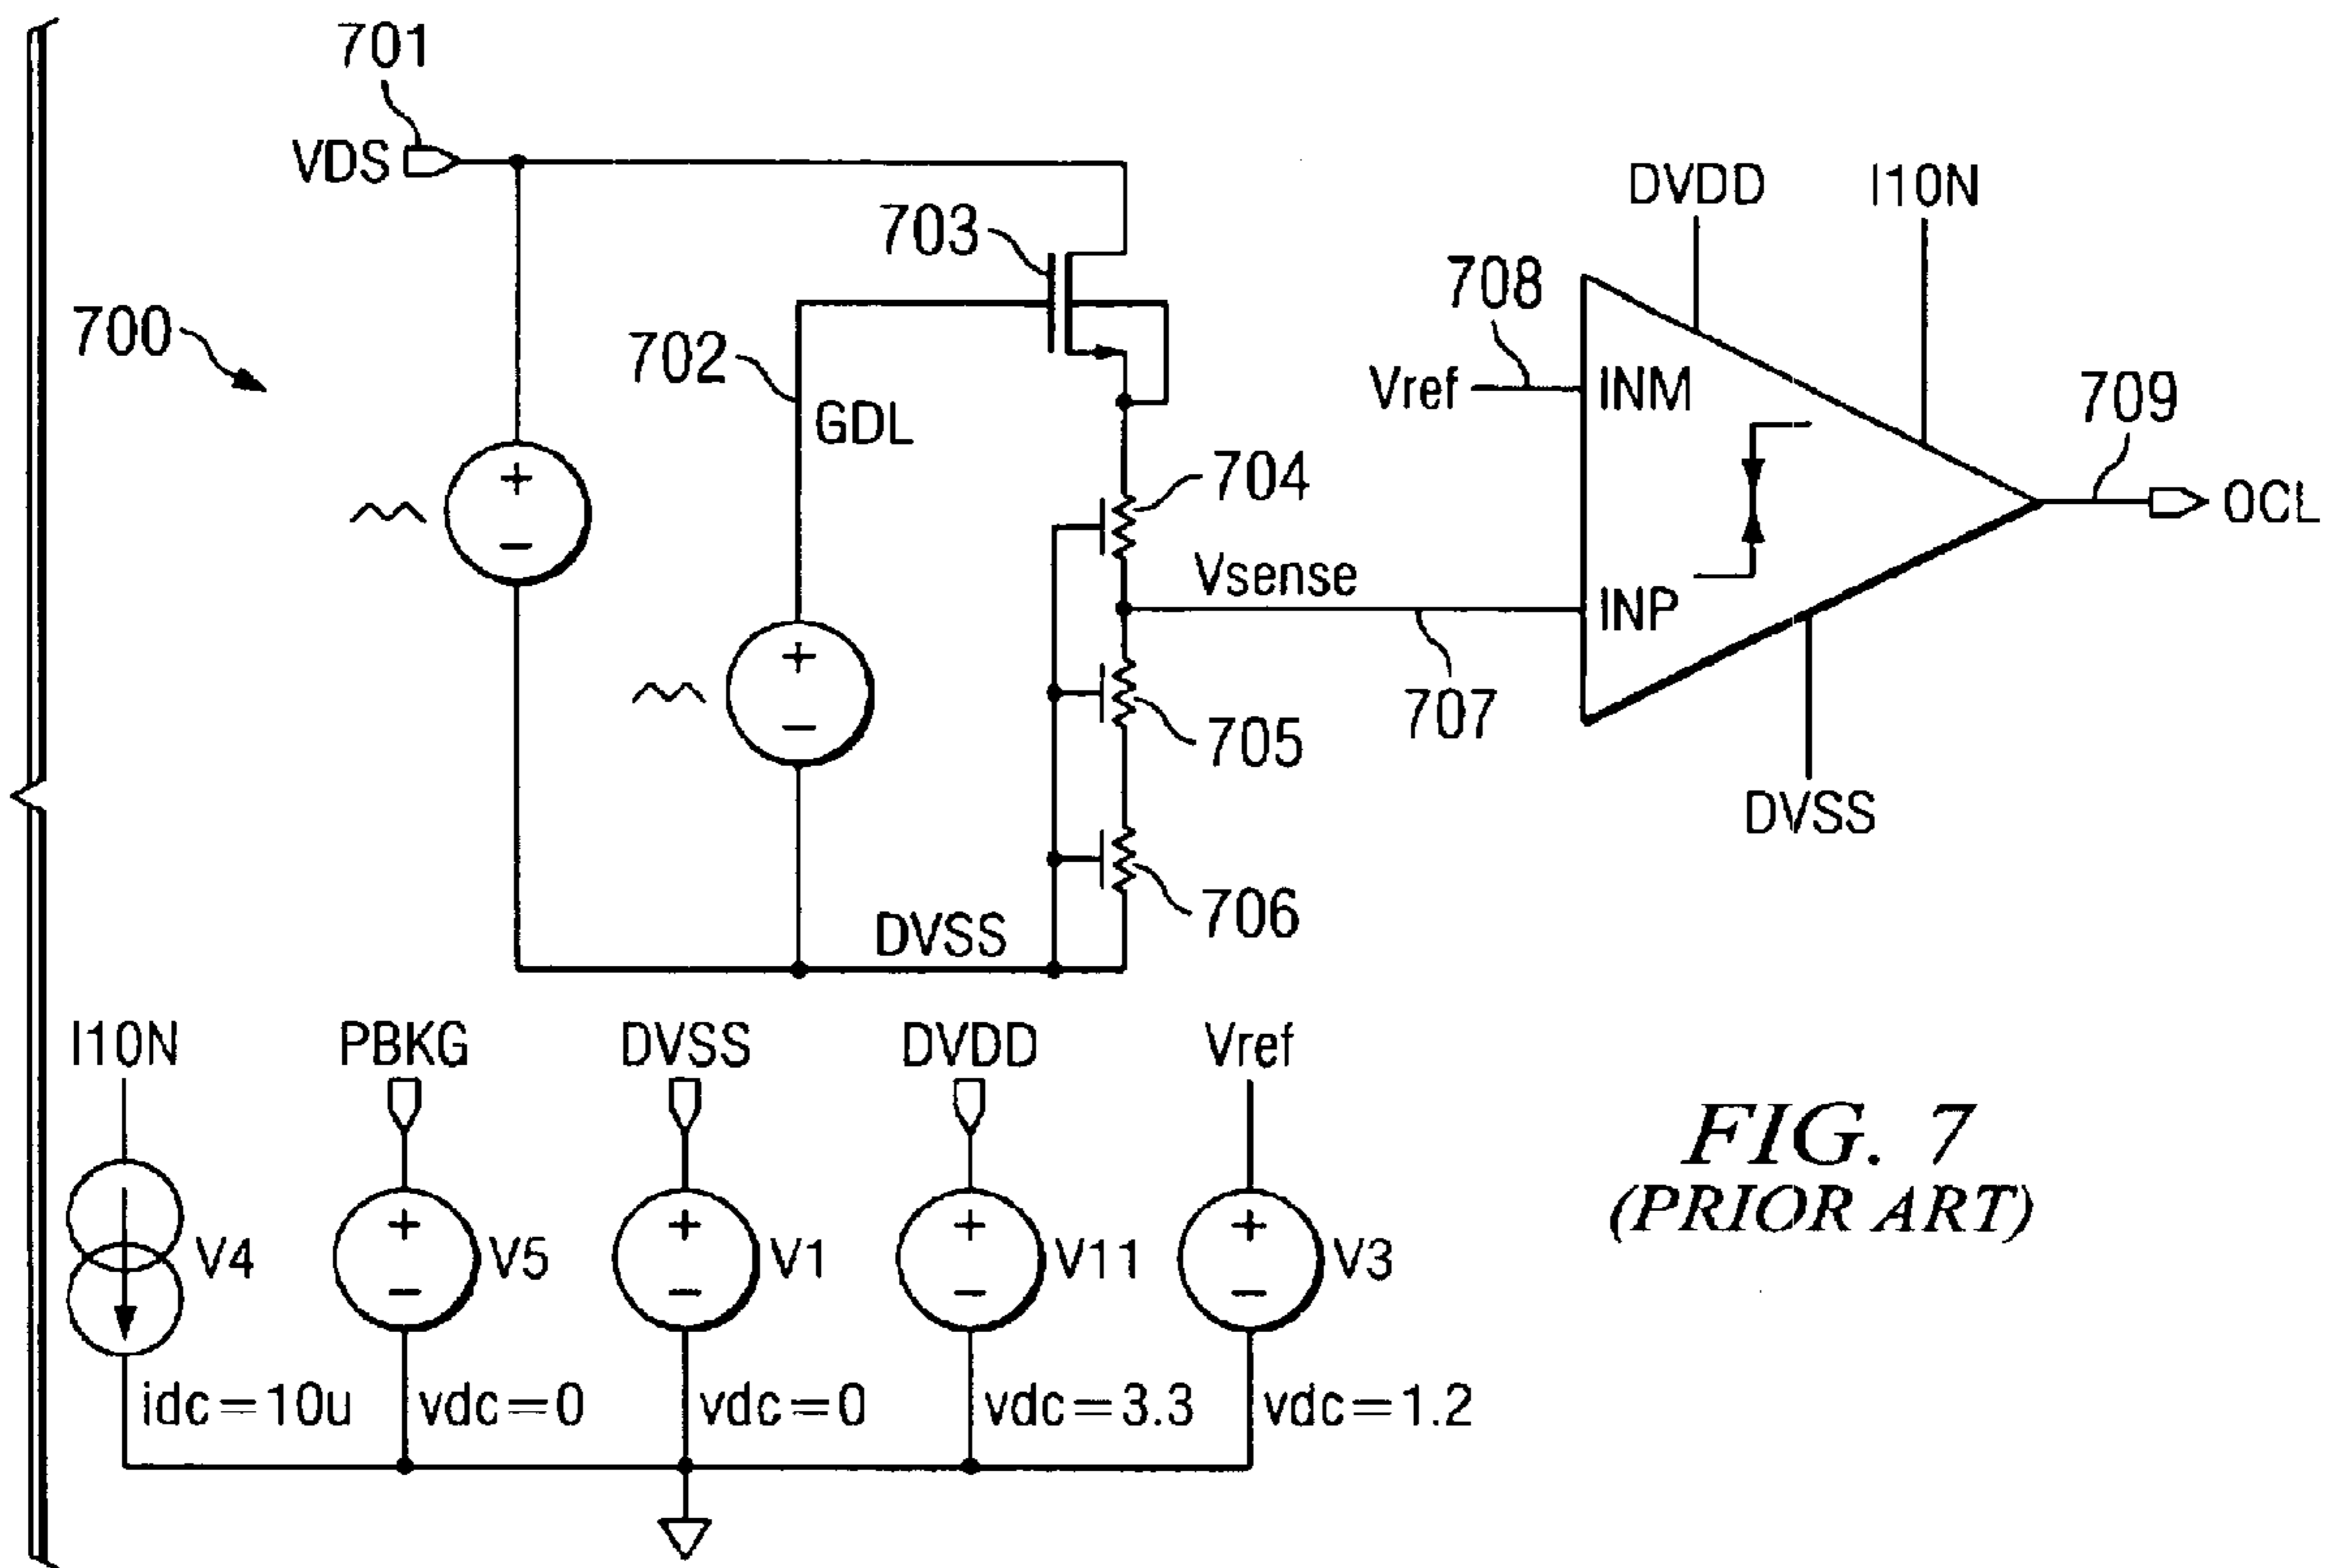 701
VDS
703
DVDD
I10N
700
702
708
GDL
Vref
INM
709
704
OCL
Vsense
INP
+
−
+
−
705
707
DVSS
706
DVSS
I10N
PBKG
DVSS
DVDD
Vref
V4
+
−
V5
+
−
V1
+
−
V11
+
−
V3
idc=10u
vdc=0
vdc=0
vdc=3.3
vdc=1.2
FIG. 7
(PRIOR ART)